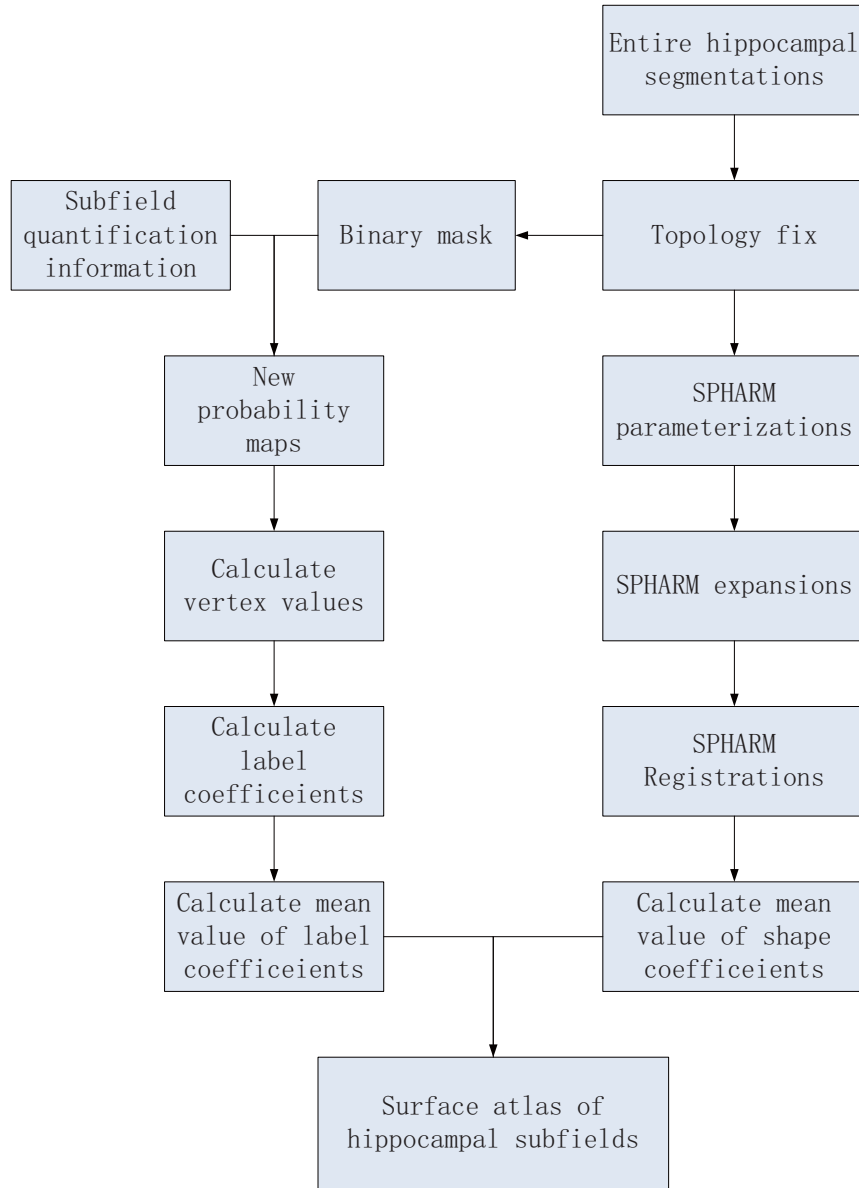 Entire hippocampal
segmentations
Subfield
quantification
information
Binary mask
Topology fix
New
probability
maps
SPHARM
parameterizations
Calculate
vertex values
SPHARM expansions
Calculate
label
coefficeients
SPHARM
Registrations
Calculate mean
value of label
coefficeients
Calculate mean
value of shape
coefficeients
Surface atlas of
hippocampal subfields